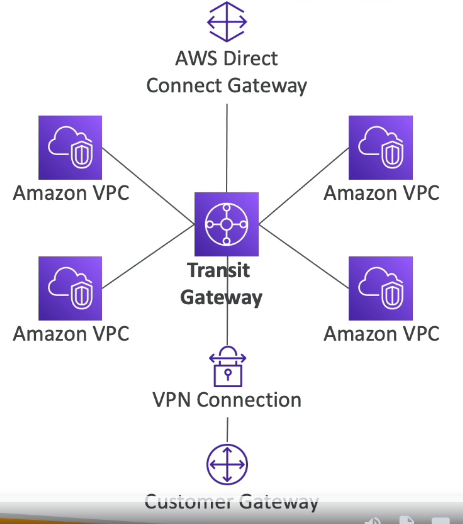 AWS Direct
Connect Gateway
Amazon VPC
Amazon VPC
Transit
Gateway
Amazon VPC
Amazon VPC
VPN Connection
Customer Gateway